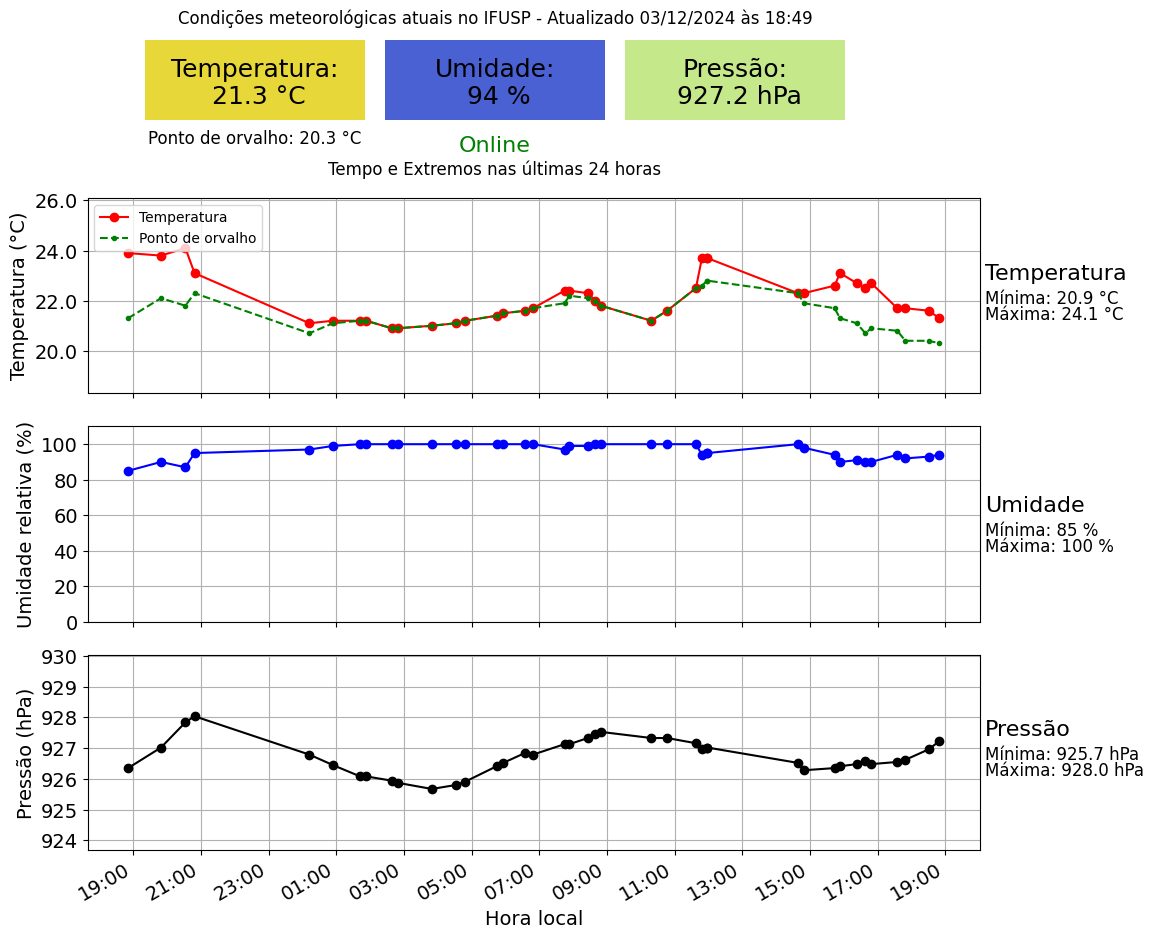 Condições meteorológicas atuais no IFUSP - Atualizado 03/12/2024 às 18:49
Temperatura:
21.3 °C
Umidade:
94 %
Pressão:
927.2 hPa
Ponto de orvalho: 20.3 °C
Online
Tempo e Extremos nas últimas 24 horas
Temperatura (°C)
26.0
24.0
22.0
20.0
Temperatura
Ponto de orvalho
Temperatura
Mínima: 20.9 °C
Máxima: 24.1 °C
Umidade relativa (%)
100
80
60
40
20
0
Umidade
Mínima: 85 %
Máxima: 100 %
Pressão (hPa)
930
929
928
927
926
925
924
Pressão
Mínima: 925.7 hPa
Máxima: 928.0 hPa
19:00
21:00
23:00
01:00
03:00
05:00
07:00
09:00
11:00
13:00
15:00
17:00
19:00
Hora local